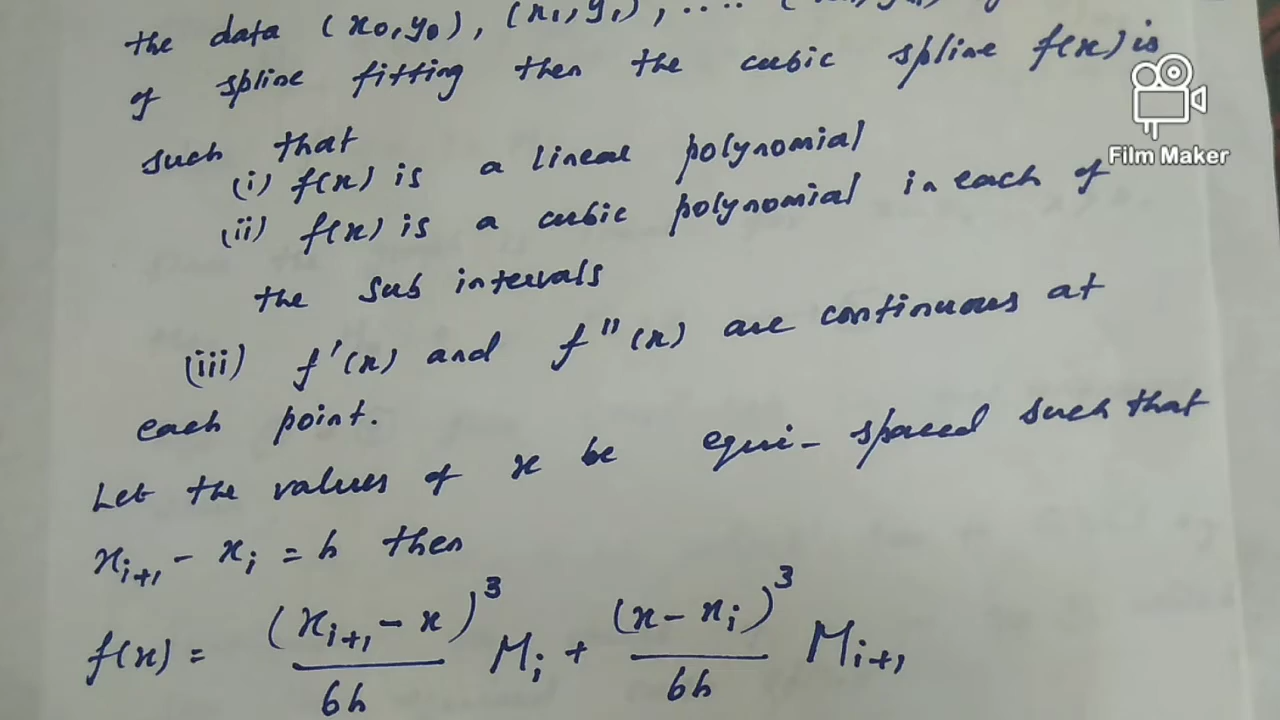 the data (x0, y0), (x1, y1), ....
of spline fitting then the cubic spline f(x) is
such that
(i) f(x) is a linear polynomial
(ii) f(x) is a cubic polynomial in each of
the sub intervals
(iii) f'(x) and f"(x) are continuous at
each point.
Let the values of x be equi- spaced such that
xi+1 - xi = h then
f(x) = (xi+1 - x)^3 / 6h Mi + (x - xi)^3 / 6h Mi+1
Film Maker